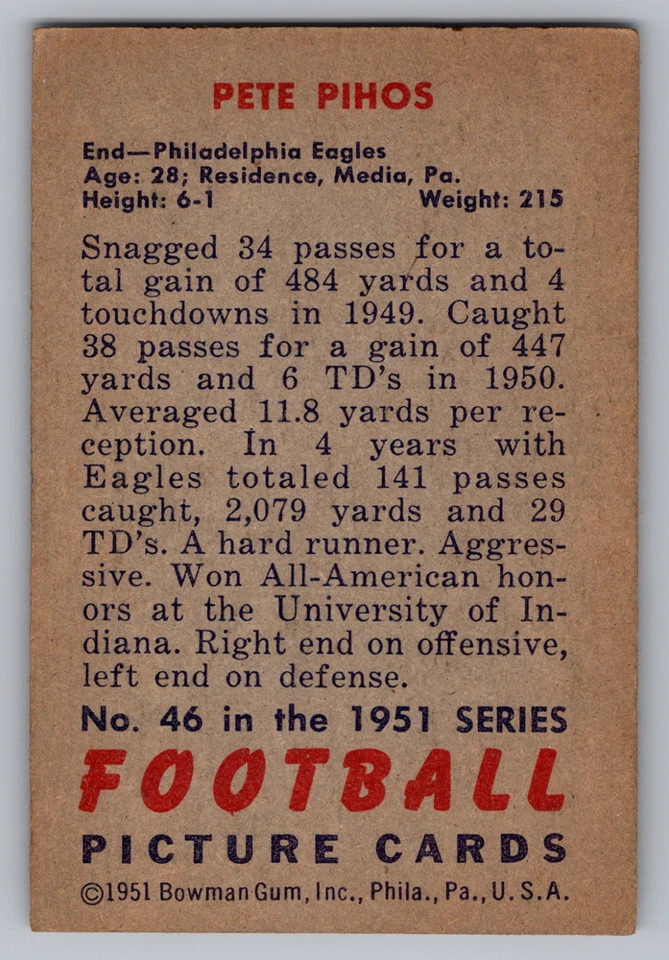 PETE PIHOS
End—Philadelphia Eagles
Age: 28; Residence, Media, Pa.
Height: 6-1 Weight: 215
Snagged 34 passes for a to-
tal gain of 484 yards and 4
touchdowns in 1949. Caught
38 passes for a gain of 447
yards and 6 TD's in 1950.
Averaged 11.8 yards per re-
ception. In 4 years with
Eagles totaled 141 passes
caught, 2,079 yards and 29
TD's. A hard runner. Aggres-
sive. Won All-American hon-
ors at the University of In-
diana. Right end on offensive,
left end on defense.
No. 46 in the 1951 SERIES
FOOTBALL
PICTURE CARDS
©1951 Bowman Gum, Inc., Phila., Pa., U. S. A.